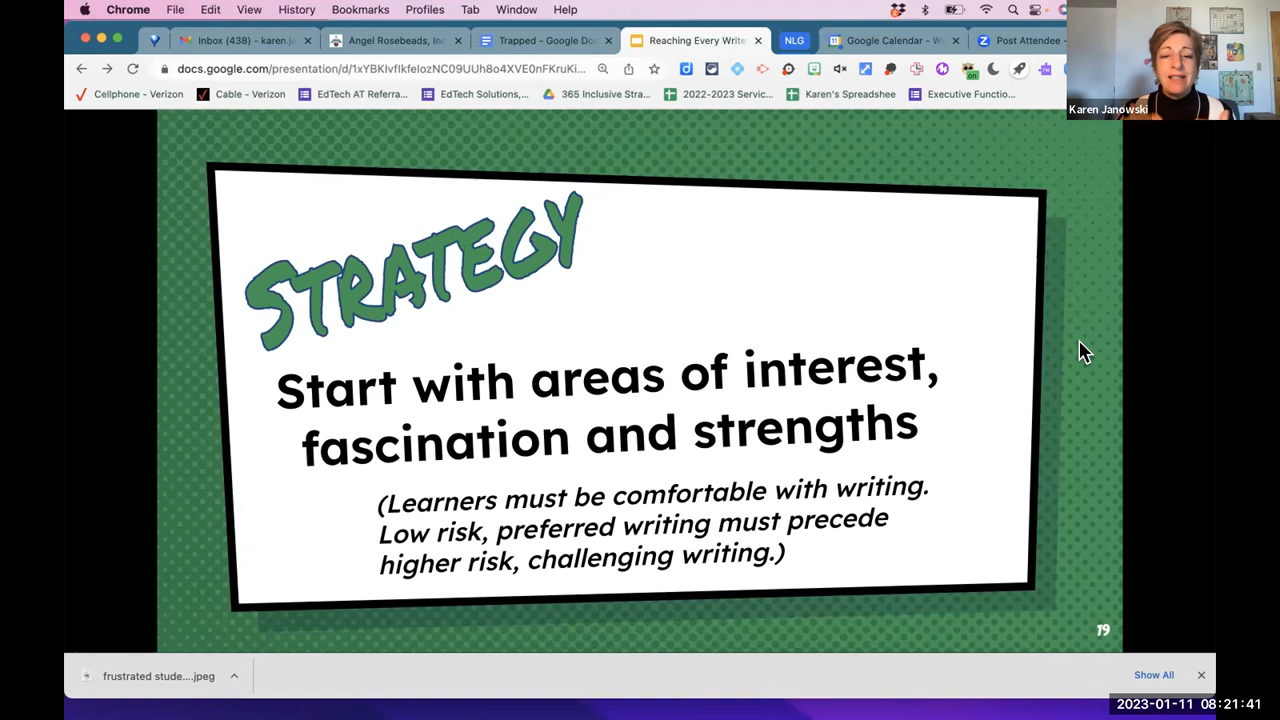 Chrome File Edit View History Bookmarks Profiles Tab Window Help
Inbox (438) - karen.ja
Angel Rosebeads, Inc
Trapped - Google Do
Reaching Every Write
NLG
Google Calendar - W
Post Attendee -
docs.google.com/presentation/d/
on
Cellphone - Verizon
Cable - Verizon
EdTech AT Referra...
EdTech Solutions,...
365 Inclusive Stra...
2022-2023 Servic...
Karen's Spreadshee
Executive Functio...
Karen Janowski
STRATEGY
Start with areas of interest,
fascination and strengths
(Learners must be comfortable with writing.
Low risk, preferred writing must precede
higher risk, challenging writing.)
19
frustrated stude....jpeg
Show All
2023-01-11 08:21:41